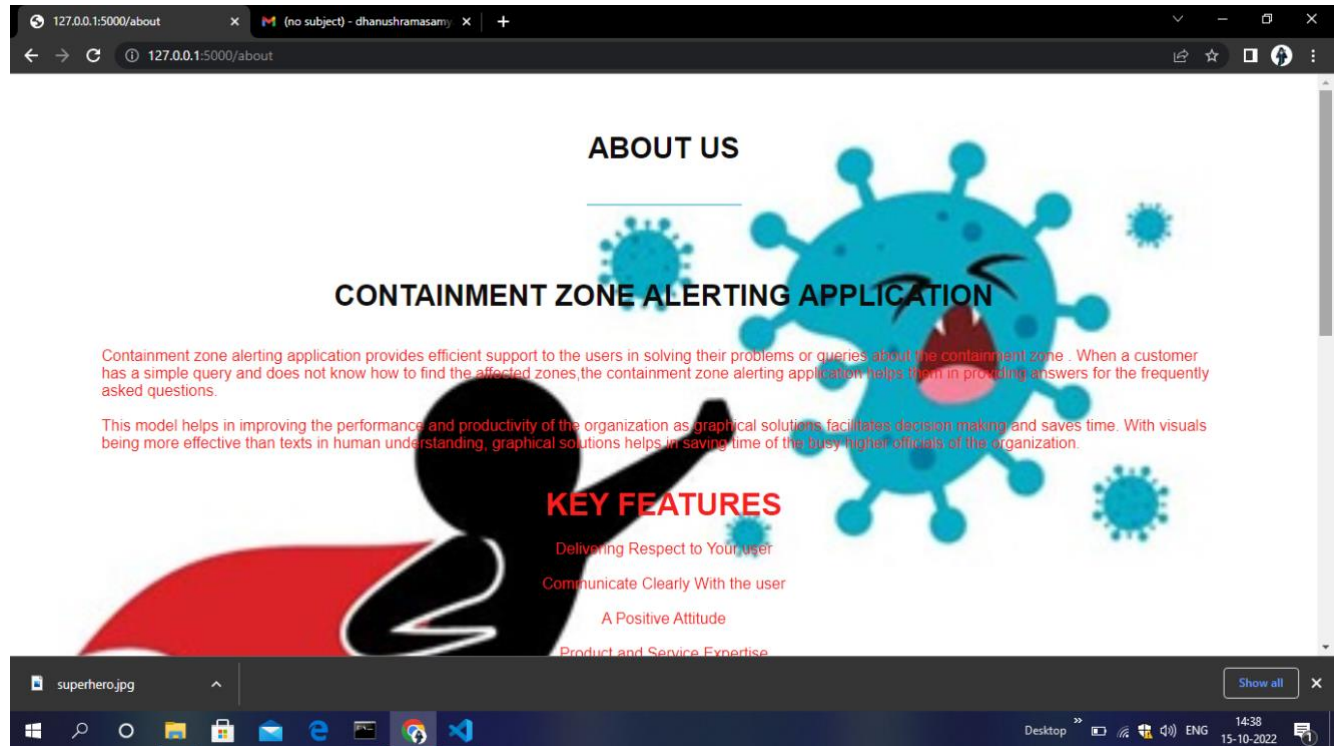 127.0.0.1:5000/about
(no subject) - dhanushramasamy
127.0.0.1:5000/about
ABOUT US
CONTAINMENT ZONE ALERTING APPLICATION
Containment zone alerting application provides efficient support to the users in solving their problems or queries about the containment zone . When a customer
has a simple query and does not know how to find the affected zones,the containment zone alerting application helps them in providing answers for the frequently
asked questions.
This model helps in improving the performance and productivity of the organization as graphical solutions facilitates decision making and saves time. With visuals
being more effective than texts in human understanding, graphical solutions helps in saving time of the busy higher officials of the organization.
KEY FEATURES
Delivering Respect to Your user
Communicate Clearly With the user
A Positive Attitude
Product and Service Expertise
superhero.jpg
Show all
Desktop
ENG
14:38
15-10-2022
1